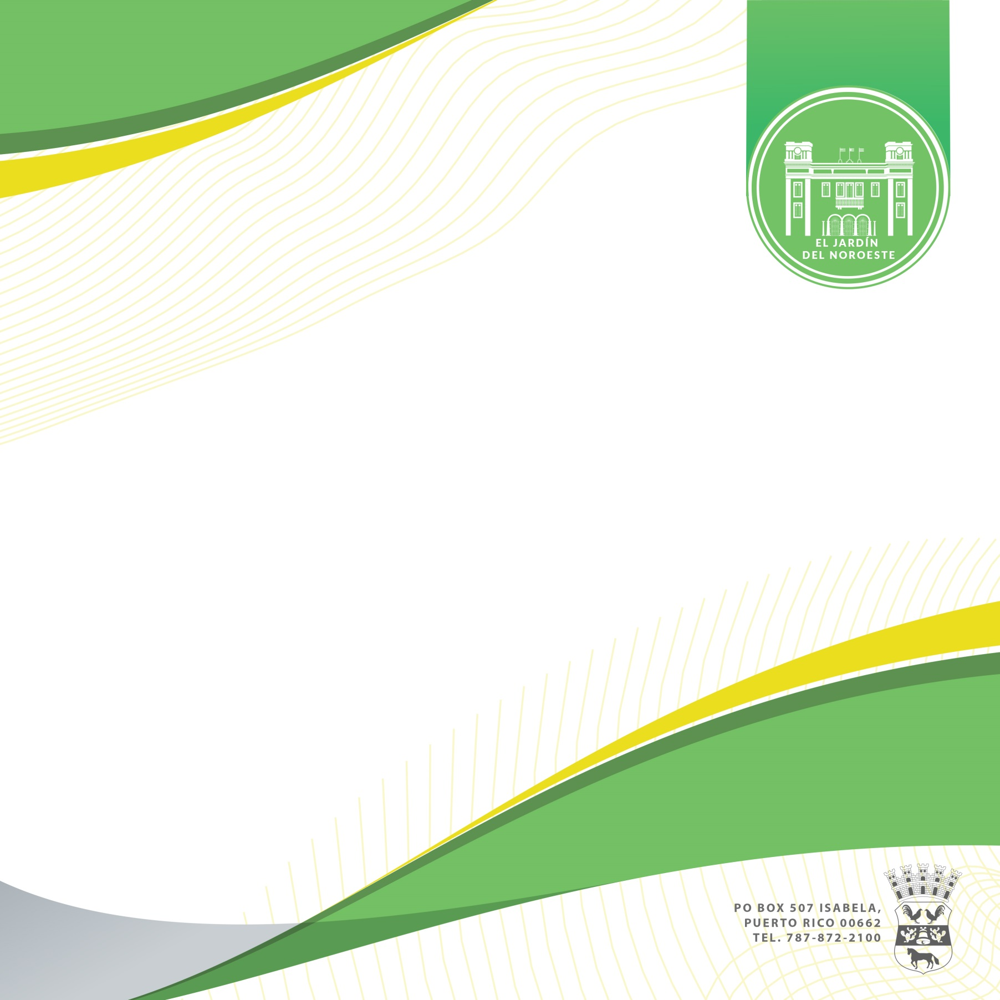 EL JARDÍN
DEL NOROESTE
PO BOX 507 ISABELA,
PUERTO RICO 00662
TEL. 787-872-2100